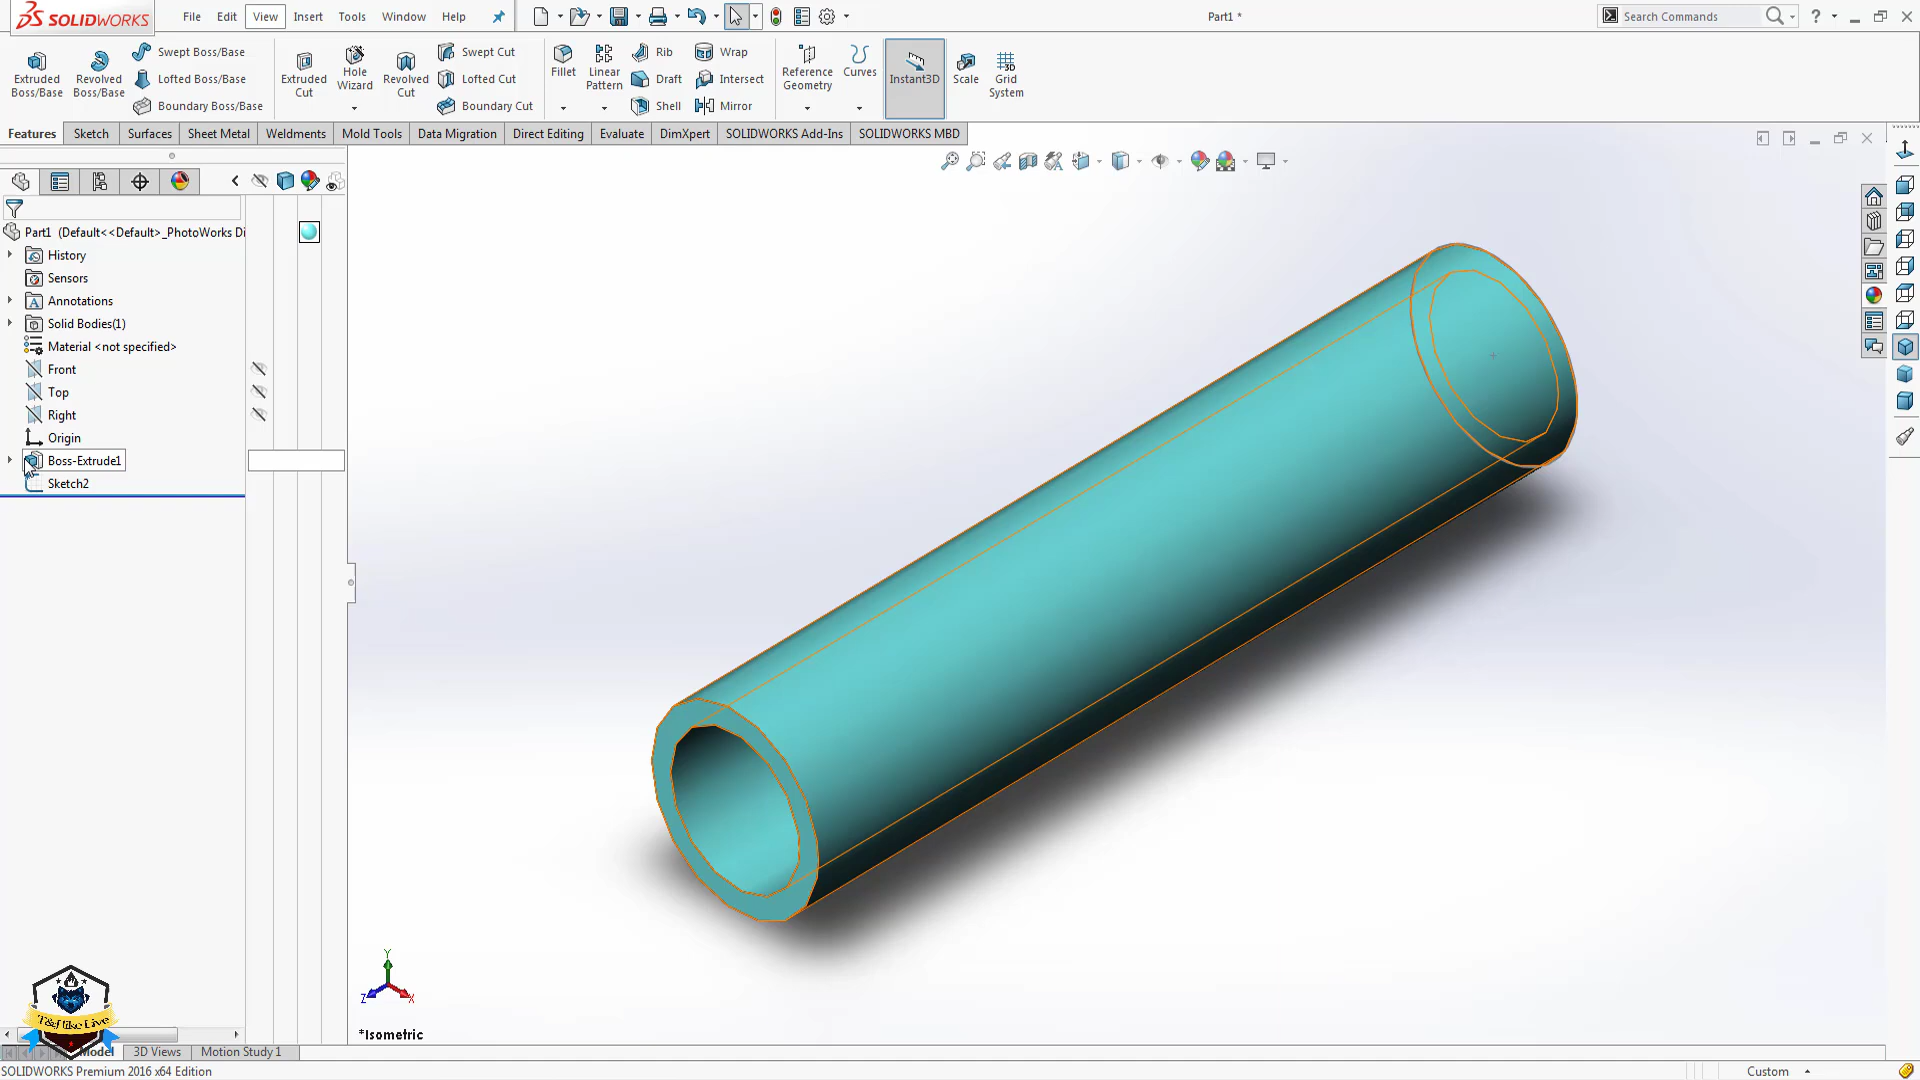 SOLIDWORKS
File Edit View Insert Tools Window Help
Part1 *
Search Commands
?
Extruded Boss/Base
Revolved Boss/Base
Swept Boss/Base
Lofted Boss/Base
Boundary Boss/Base
Extruded Cut
Hole Wizard
Revolved Cut
Swept Cut
Lofted Cut
Boundary Cut
Fillet
Linear Pattern
Rib
Draft
Shell
Wrap
Intersect
Mirror
Reference Geometry
Curves
Instant3D
Scale
Grid System
Features Sketch Surfaces Sheet Metal Weldments Mold Tools Data Migration Direct Editing Evaluate DimXpert SOLIDWORKS Add-Ins SOLIDWORKS MBD
Part1 (Default<<Default>_PhotoWorks Di
History
Sensors
Annotations
Solid Bodies(1)
Material <not specified>
Front
Top
Right
Origin
Boss-Extrude1
Sketch2
Y
Z X
*Isometric
T&f like Live
Model 3D Views Motion Study 1
SOLIDWORKS Premium 2016 x64 Edition
Custom